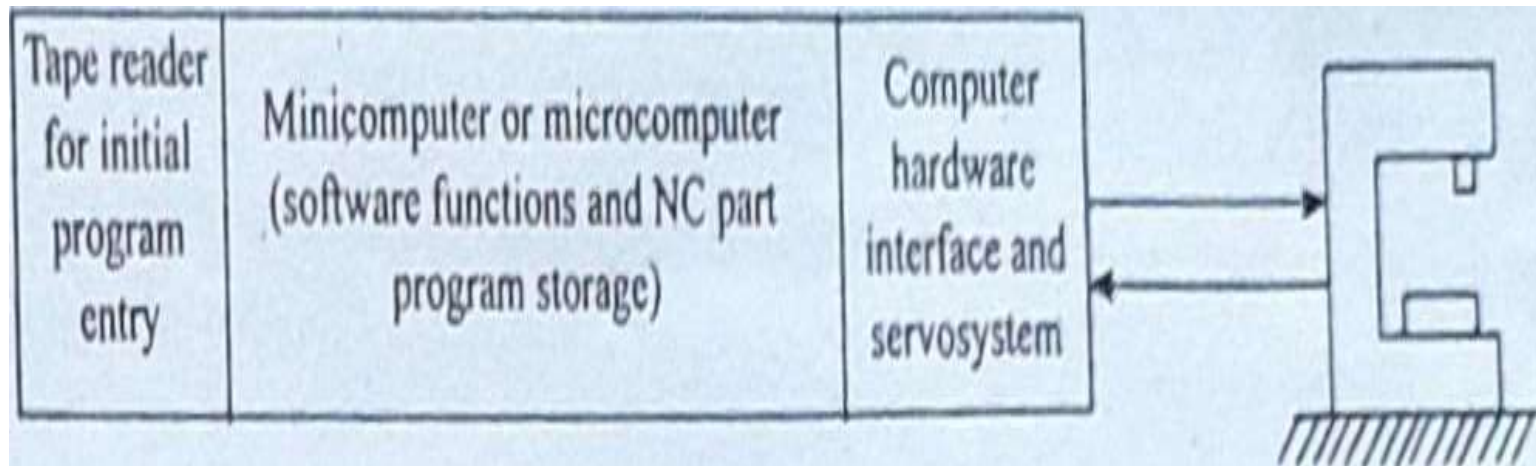 Tape reader
for initial
program
entry
Minicomputer or microcomputer
(software functions and NC part
program storage)
Computer
hardware
interface and
servosystem